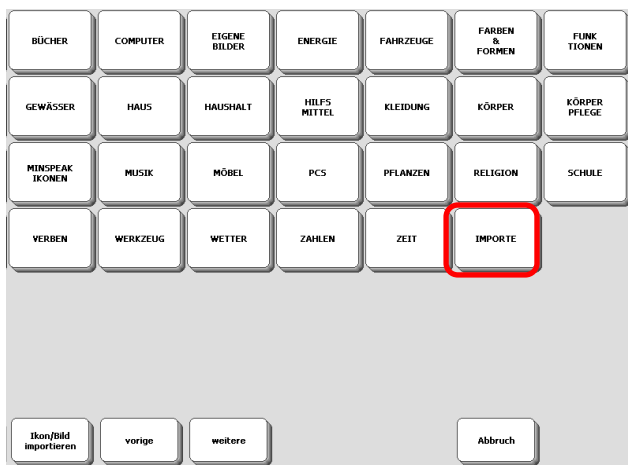 BÜCHER
COMPUTER
EIGENE
BILDER
ENERGIE
FAHRZEUGE
FARBEN
&
FORMEN
FUNK
TIONEN
GEWÄSSER
HAUS
HAUSHALT
HILFS
MITTEL
KLEIDUNG
KÖRPER
KÖRPER
PFLEGE
MINSPEAK
IKONEN
MUSIK
MÖBEL
PCS
PFLANZEN
RELIGION
SCHULE
VERBEN
WERKZEUG
WETTER
ZAHLEN
ZEIT
IMPORTE
Ikon/Bild
importieren
vorige
weitere
Abbruch